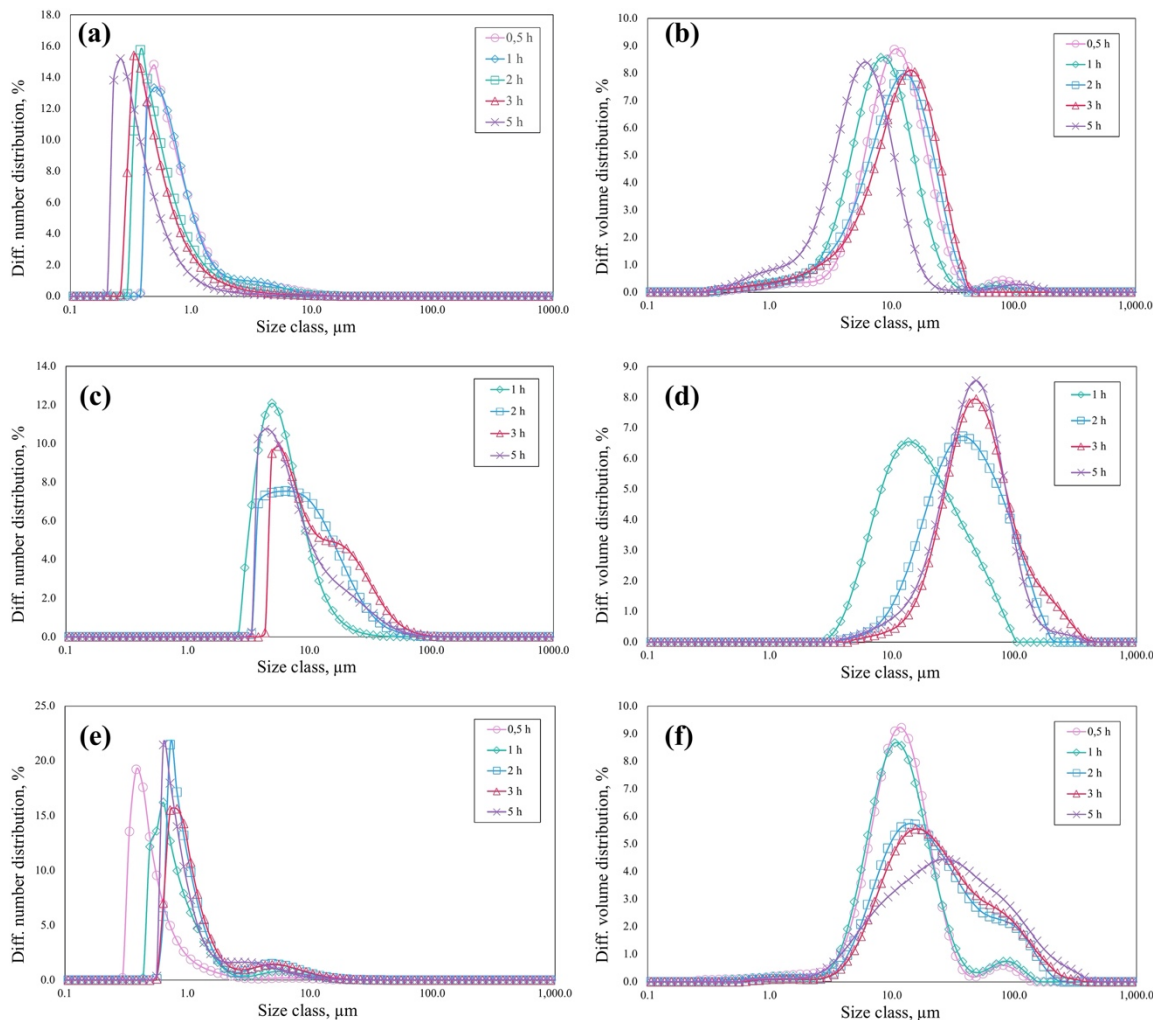 (a)
18.0
16.0
14.0
12.0
10.0
8.0
6.0
4.0
2.0
0.0
Diff. number distribution, %
0.1 1.0 10.0 100.0 1000.0
Size class, µm
0,5 h
1 h
2 h
3 h
5 h
(b)
10.0
9.0
8.0
7.0
6.0
5.0
4.0
3.0
2.0
1.0
0.0
Diff. volume distribution, %
0.1 1.0 10.0 100.0 1,000.0
Size class, µm
0,5 h
1 h
2 h
3 h
5 h
(c)
14.0
12.0
10.0
8.0
6.0
4.0
2.0
0.0
Diff. number distribution, %
0.1 1.0 10.0 100.0 1000.0
Size class, µm
1 h
2 h
3 h
5 h
(d)
9.0
8.0
7.0
6.0
5.0
4.0
3.0
2.0
1.0
0.0
Diff. volume distribution, %
0.1 1.0 10.0 100.0 1,000.0
Size class, µm
1 h
2 h
3 h
5 h
(e)
25.0
20.0
15.0
10.0
5.0
0.0
Diff. number distribution, %
0.1 1.0 10.0 100.0 1,000.0
Size class, µm
0,5 h
1 h
2 h
3 h
5 h
(f)
10.0
9.0
8.0
7.0
6.0
5.0
4.0
3.0
2.0
1.0
0.0
Diff. volume distribution, %
0.1 1.0 10.0 100.0 1,000.0
Size class, µm
0,5 h
1 h
2 h
3 h
5 h